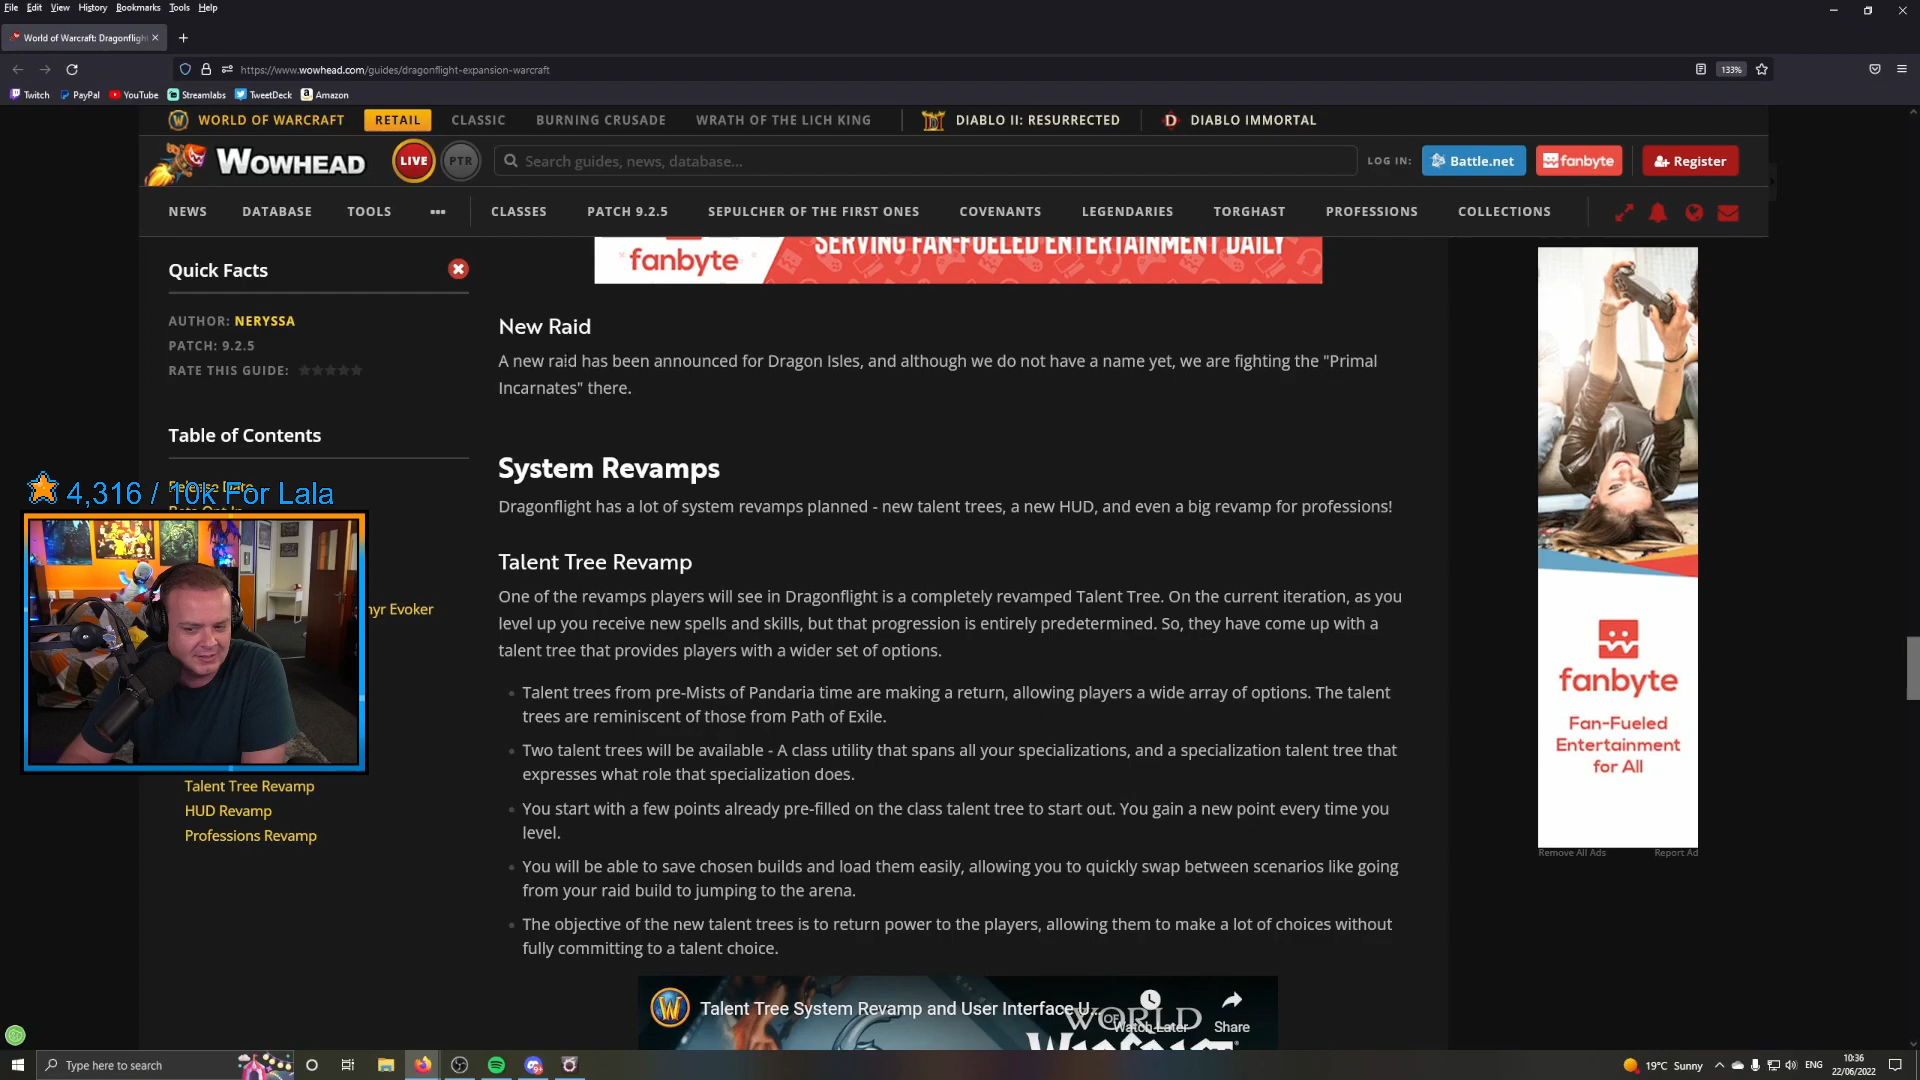 File Edit View History Bookmarks Tools Help
World of Warcraft: Dragonflight
https://www.wowhead.com/guides/dragonflight-expansion-warcraft
133%
Twitch PayPal YouTube Streamlabs TweetDeck Amazon
WORLD OF WARCRAFT RETAIL CLASSIC BURNING CRUSADE WRATH OF THE LICH KING DIABLO II: RESURRECTED DIABLO IMMORTAL
WOWHEAD LIVE PTR Search guides, news, database... LOG IN: Battle.net fanbyte Register
NEWS DATABASE TOOLS ••• CLASSES PATCH 9.2.5 SEPULCHER OF THE FIRST ONES COVENANTS LEGENDARIES TORGHAST PROFESSIONS COLLECTIONS
fanbyte SERVING FAN-FUELED ENTERTAINMENT DAILY
Quick Facts
AUTHOR: NERYSSA
PATCH: 9.2.5
RATE THIS GUIDE:
Table of Contents
Release Date
Beta Opt In
4,316 / 10k For Lala
hyr Evoker
Talent Tree Revamp
HUD Revamp
Professions Revamp
New Raid
A new raid has been announced for Dragon Isles, and although we do not have a name yet, we are fighting the "Primal
Incarnates" there.
System Revamps
Dragonflight has a lot of system revamps planned - new talent trees, a new HUD, and even a big revamp for professions!
Talent Tree Revamp
One of the revamps players will see in Dragonflight is a completely revamped Talent Tree. On the current iteration, as you
level up you receive new spells and skills, but that progression is entirely predetermined. So, they have come up with a
talent tree that provides players with a wider set of options.
• Talent trees from pre-Mists of Pandaria time are making a return, allowing players a wide array of options. The talent
trees are reminiscent of those from Path of Exile.
• Two talent trees will be available - A class utility that spans all your specializations, and a specialization talent tree that
expresses what role that specialization does.
• You start with a few points already pre-filled on the class talent tree to start out. You gain a new point every time you
level.
• You will be able to save chosen builds and load them easily, allowing you to quickly swap between scenarios like going
from your raid build to jumping to the arena.
• The objective of the new talent trees is to return power to the players, allowing them to make a lot of choices without
fully committing to a talent choice.
Talent Tree System Revamp and User Interface U...
Watch Later Share
WORLD OF WARCRAFT
fanbyte
Fan-Fueled
Entertainment
for All
Remove All Ads Report Ad
Type here to search
19°C Sunny ENG 10:36
22/06/2022